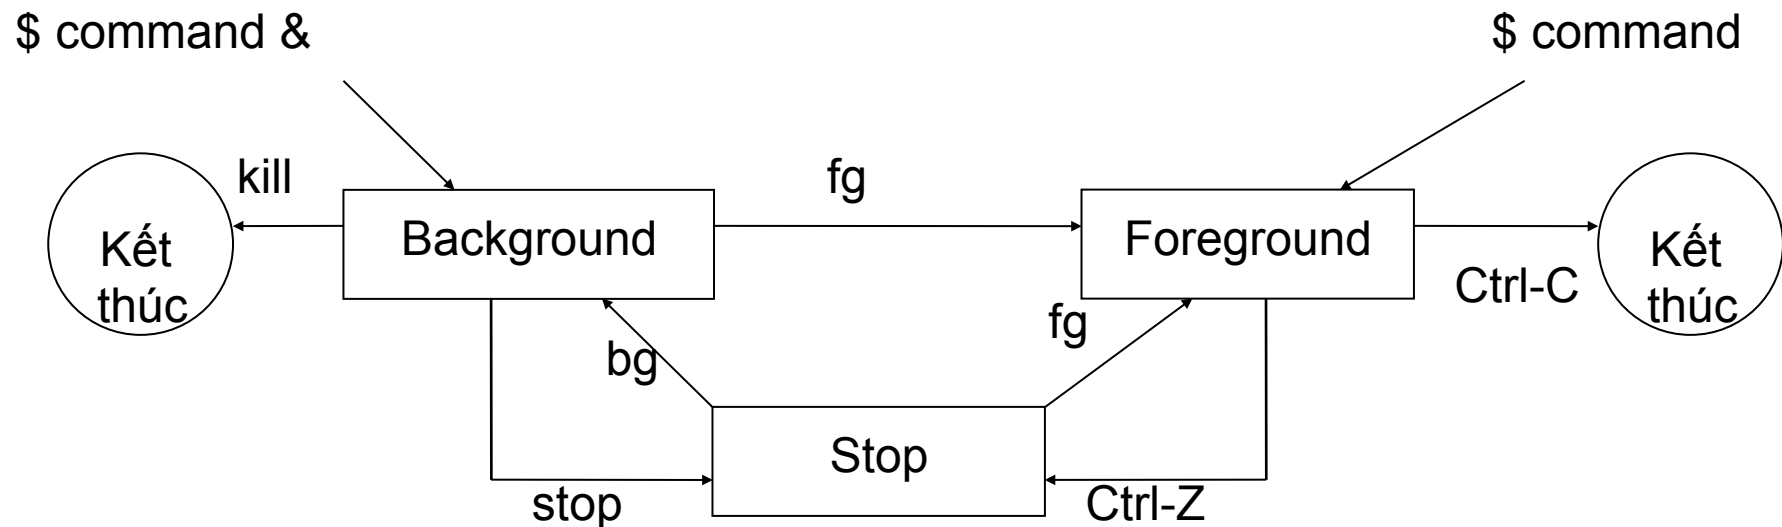 $ command &
$ command
kill
fg
Kết
thúc
Background
Foreground
Kết
thúc
Ctrl-C
fg
bg
Stop
stop
Ctrl-Z